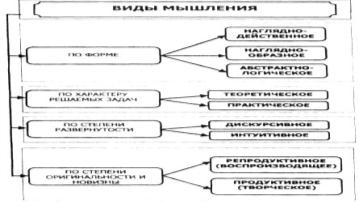 ВИДЫ МЫШЛЕНИЯ
ПО ФОРМЕ
НАГЛЯДНО-
ДЕЙСТВЕННОЕ
НАГЛЯДНО-
ОБРАЗНОЕ
АБСТРАКТНО-
ЛОГИЧЕСКОЕ
ПО ХАРАКТЕРУ
РЕШАЕМЫХ ЗАДАЧ
ТЕОРЕТИЧЕСКОЕ
ПРАКТИЧЕСКОЕ
ПО СТЕПЕНИ
РАЗВЕРНУТОСТИ
ДИСКУРСИВНОЕ
ИНТУИТИВНОЕ
ПО СТЕПЕНИ
ОРИГИНАЛЬНОСТИ И
НОВИЗНЫ
РЕПРОДУКТИВНОЕ
(ВОСПРОИЗВОДЯЩЕЕ)
ПРОДУКТИВНОЕ
(ТВОРЧЕСКОЕ)